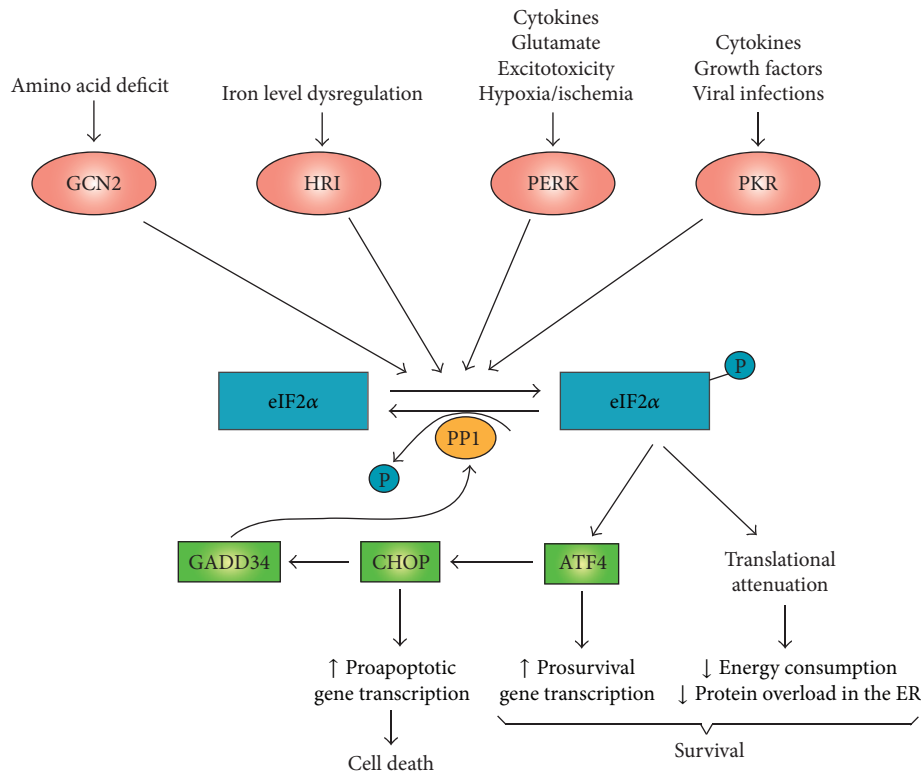 Amino acid deficit
Iron level dysregulation
Cytokines
Glutamate
Excitotoxicity
Hypoxia/ischemia
Cytokines
Growth factors
Viral infections
GCN2
HRI
PERK
PKR
eIF2α
eIF2α
P
PP1
P
GADD34
CHOP
ATF4
Translational
attenuation
↑ Proapoptotic
gene transcription
↑ Prosurvival
gene transcription
↓ Energy consumption
↓ Protein overload in the ER
Cell death
Survival